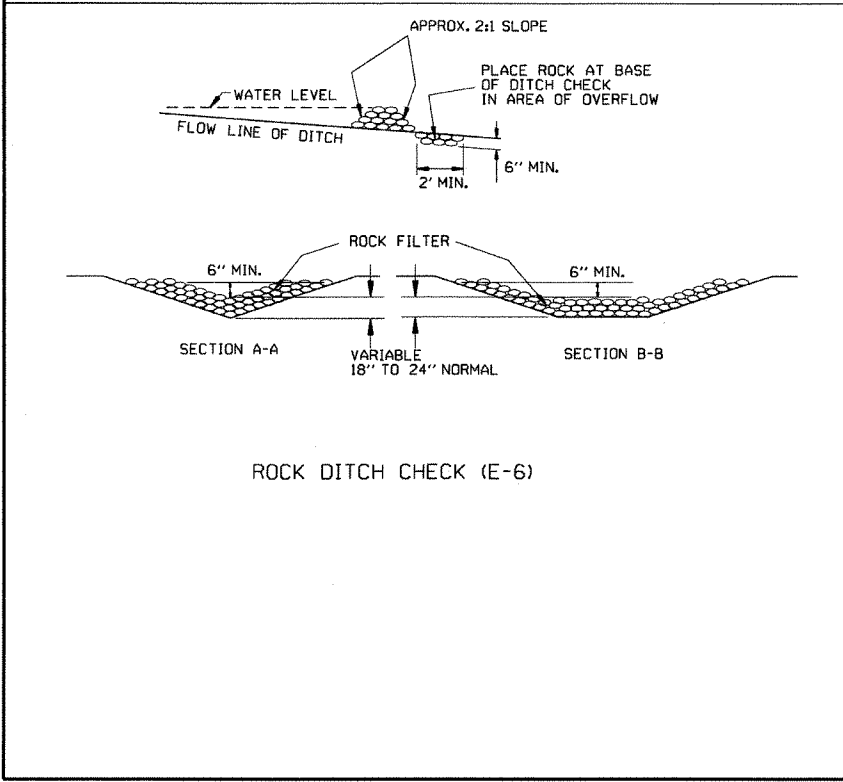 APPROX. 2:1 SLOPE
PLACE ROCK AT BASE
OF DITCH CHECK
IN AREA OF OVERFLOW
WATER LEVEL
FLOW LINE OF DITCH
6" MIN.
2' MIN.
ROCK FILTER
6" MIN.
6" MIN.
SECTION A-A
VARIABLE
18" TO 24" NORMAL
SECTION B-B
ROCK DITCH CHECK (E-6)